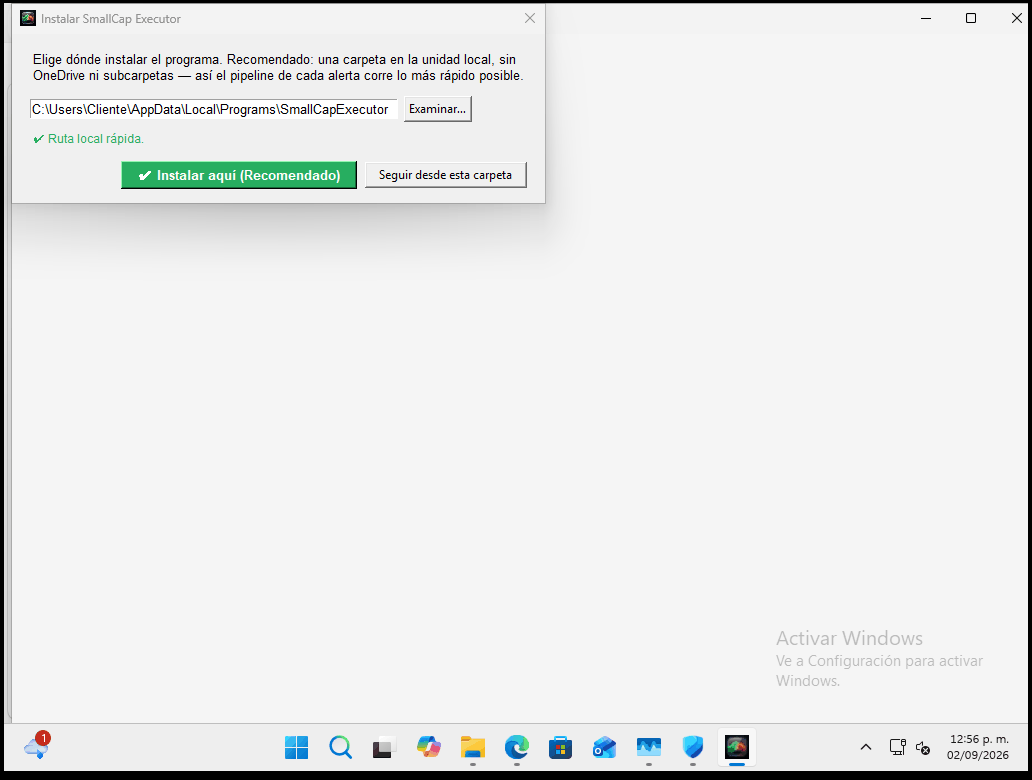 Instalar SmallCap Executor
Elige dónde instalar el programa. Recomendado: una carpeta en la unidad local, sin
OneDrive ni subcarpetas — así el pipeline de cada alerta corre lo más rápido posible.
C:\Users\Cliente\AppData\Local\Programs\SmallCapExecutor
Examinar...
✔ Ruta local rápida.
✔ Instalar aquí (Recomendado)
Seguir desde esta carpeta
Activar Windows
Ve a Configuración para activar
Windows.
1
12:56 p. m.
02/09/2026